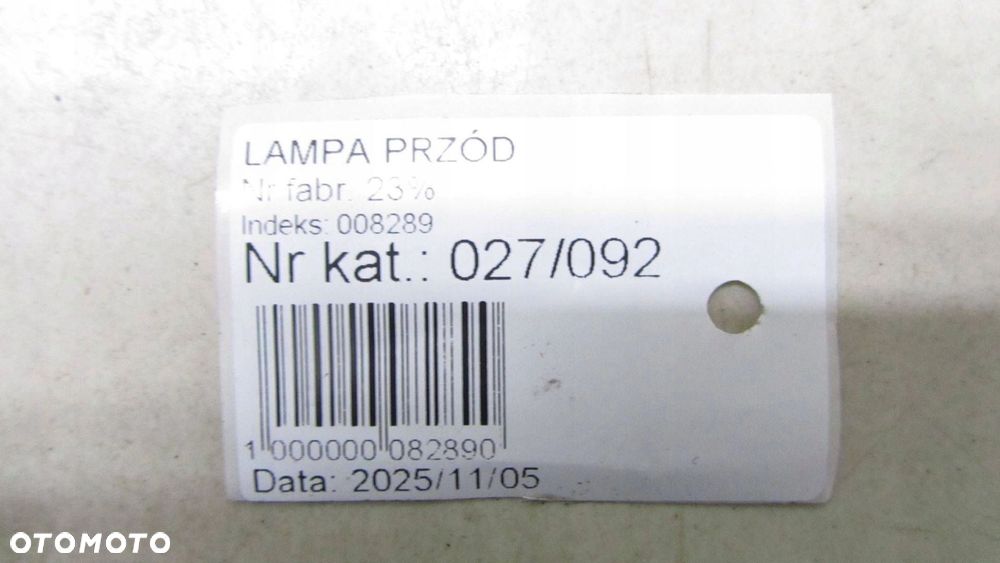 LAMPA PRZÓD
Nr fabr. 23%
Indeks: 008289
Nr kat.: 027/092
1 000000 082890
Data: 2025/11/05
OTOMOTO